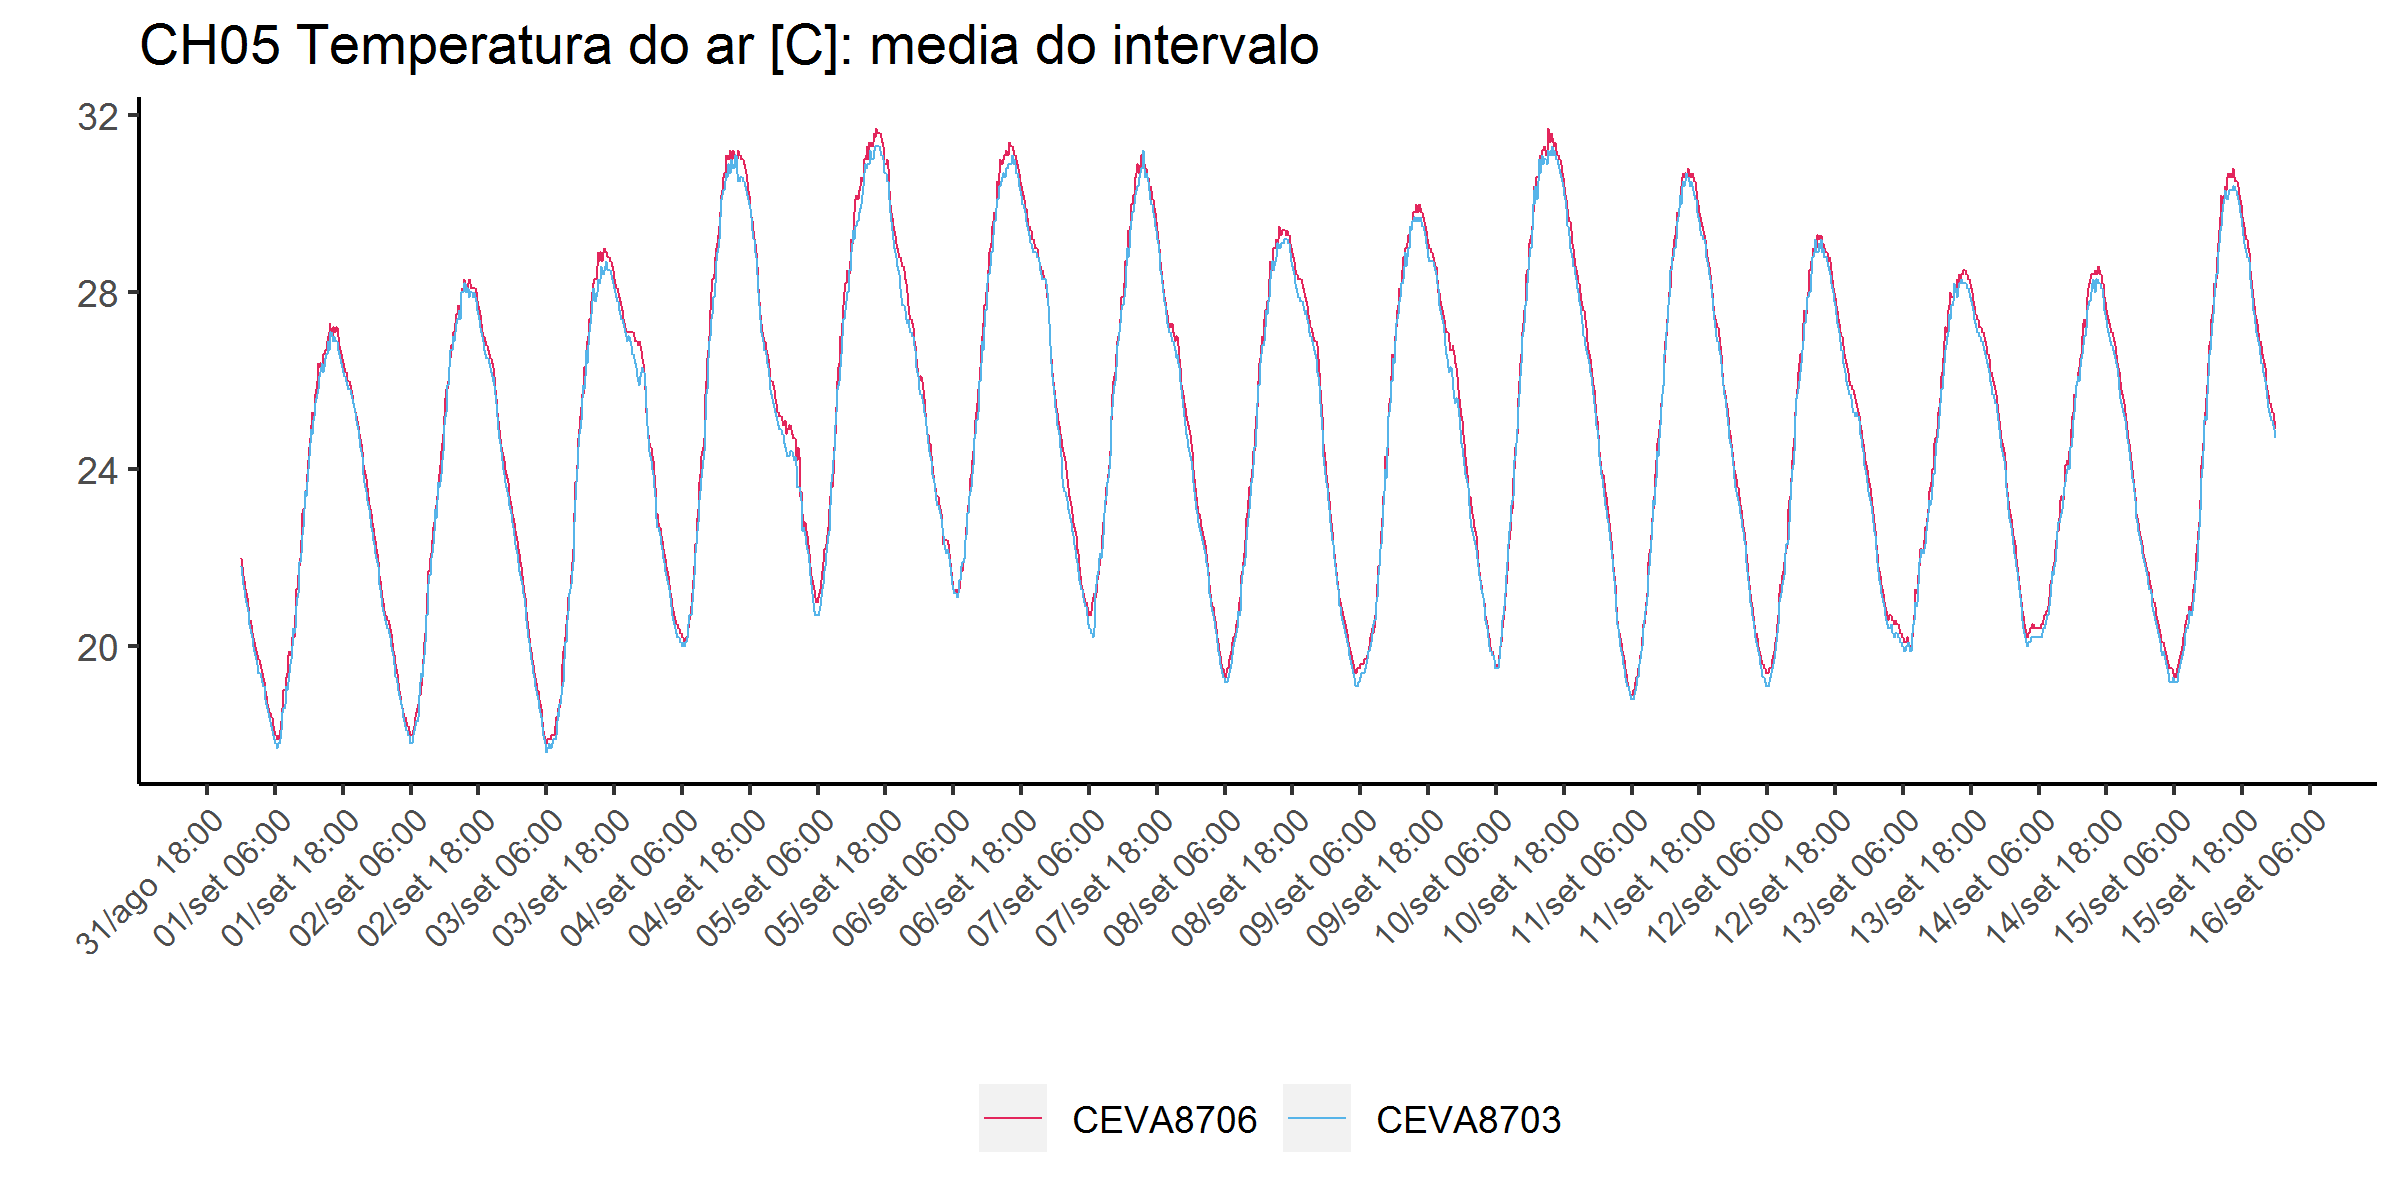 CH05 Temperatura do ar [C]: media do intervalo
32
28
24
20
31/ago 18:00
01/set 06:00
01/set 18:00
02/set 06:00
02/set 18:00
03/set 06:00
03/set 18:00
04/set 06:00
04/set 18:00
05/set 06:00
05/set 18:00
06/set 06:00
06/set 18:00
07/set 06:00
07/set 18:00
08/set 06:00
08/set 18:00
09/set 06:00
09/set 18:00
10/set 06:00
10/set 18:00
11/set 06:00
11/set 18:00
12/set 06:00
12/set 18:00
13/set 06:00
13/set 18:00
14/set 06:00
14/set 18:00
15/set 06:00
15/set 18:00
16/set 06:00
CEVA8706 CEVA8703